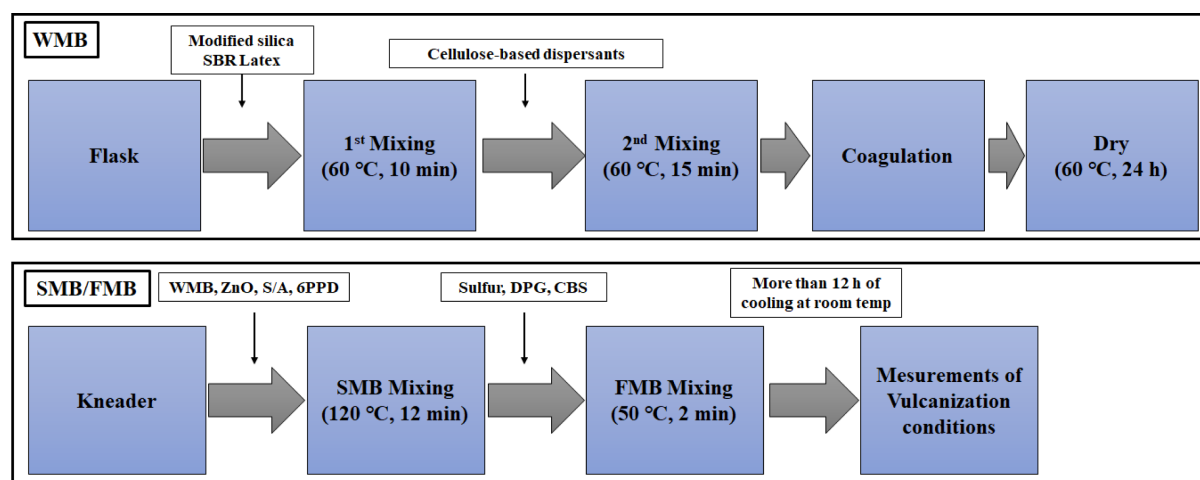 WMB
Modified silica
SBR Latex
Cellulose-based dispersants
Flask
1st Mixing
(60 ℃, 10 min)
2nd Mixing
(60 ℃, 15 min)
Coagulation
Dry
(60 ℃, 24 h)
SMB/FMB
WMB, ZnO, S/A, 6PPD
Sulfur, DPG, CBS
More than 12 h of
cooling at room temp
Kneader
SMB Mixing
(120 ℃, 12 min)
FMB Mixing
(50 ℃, 2 min)
Mesurements of
Vulcanization
conditions